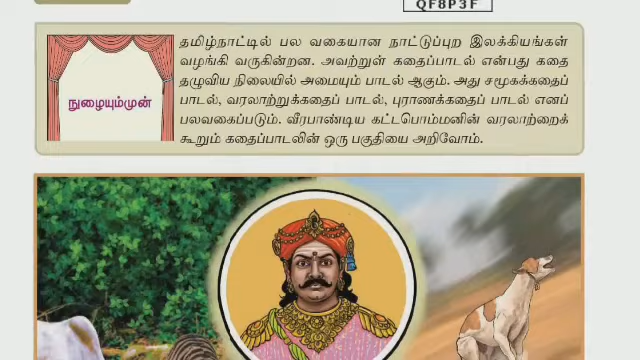 QF8P3F
நுழையும்முன்
தமிழ்நாட்டில் பல வகையான நாட்டுப்புற இலக்கியங்கள்
வழங்கி வருகின்றன. அவற்றுள் கதைப்பாடல் என்பது கதை
தழுவிய நிலையில் அமையும் பாடல் ஆகும். அது சமூகக்கதைப்
பாடல், வரலாற்றுக்கதைப் பாடல், புராணக்கதைப் பாடல் எனப்
பலவகைப்படும். வீரபாண்டிய கட்டபொம்மனின் வரலாற்றைக்
கூறும் கதைப்பாடலின் ஒரு பகுதியை அறிவோம்.